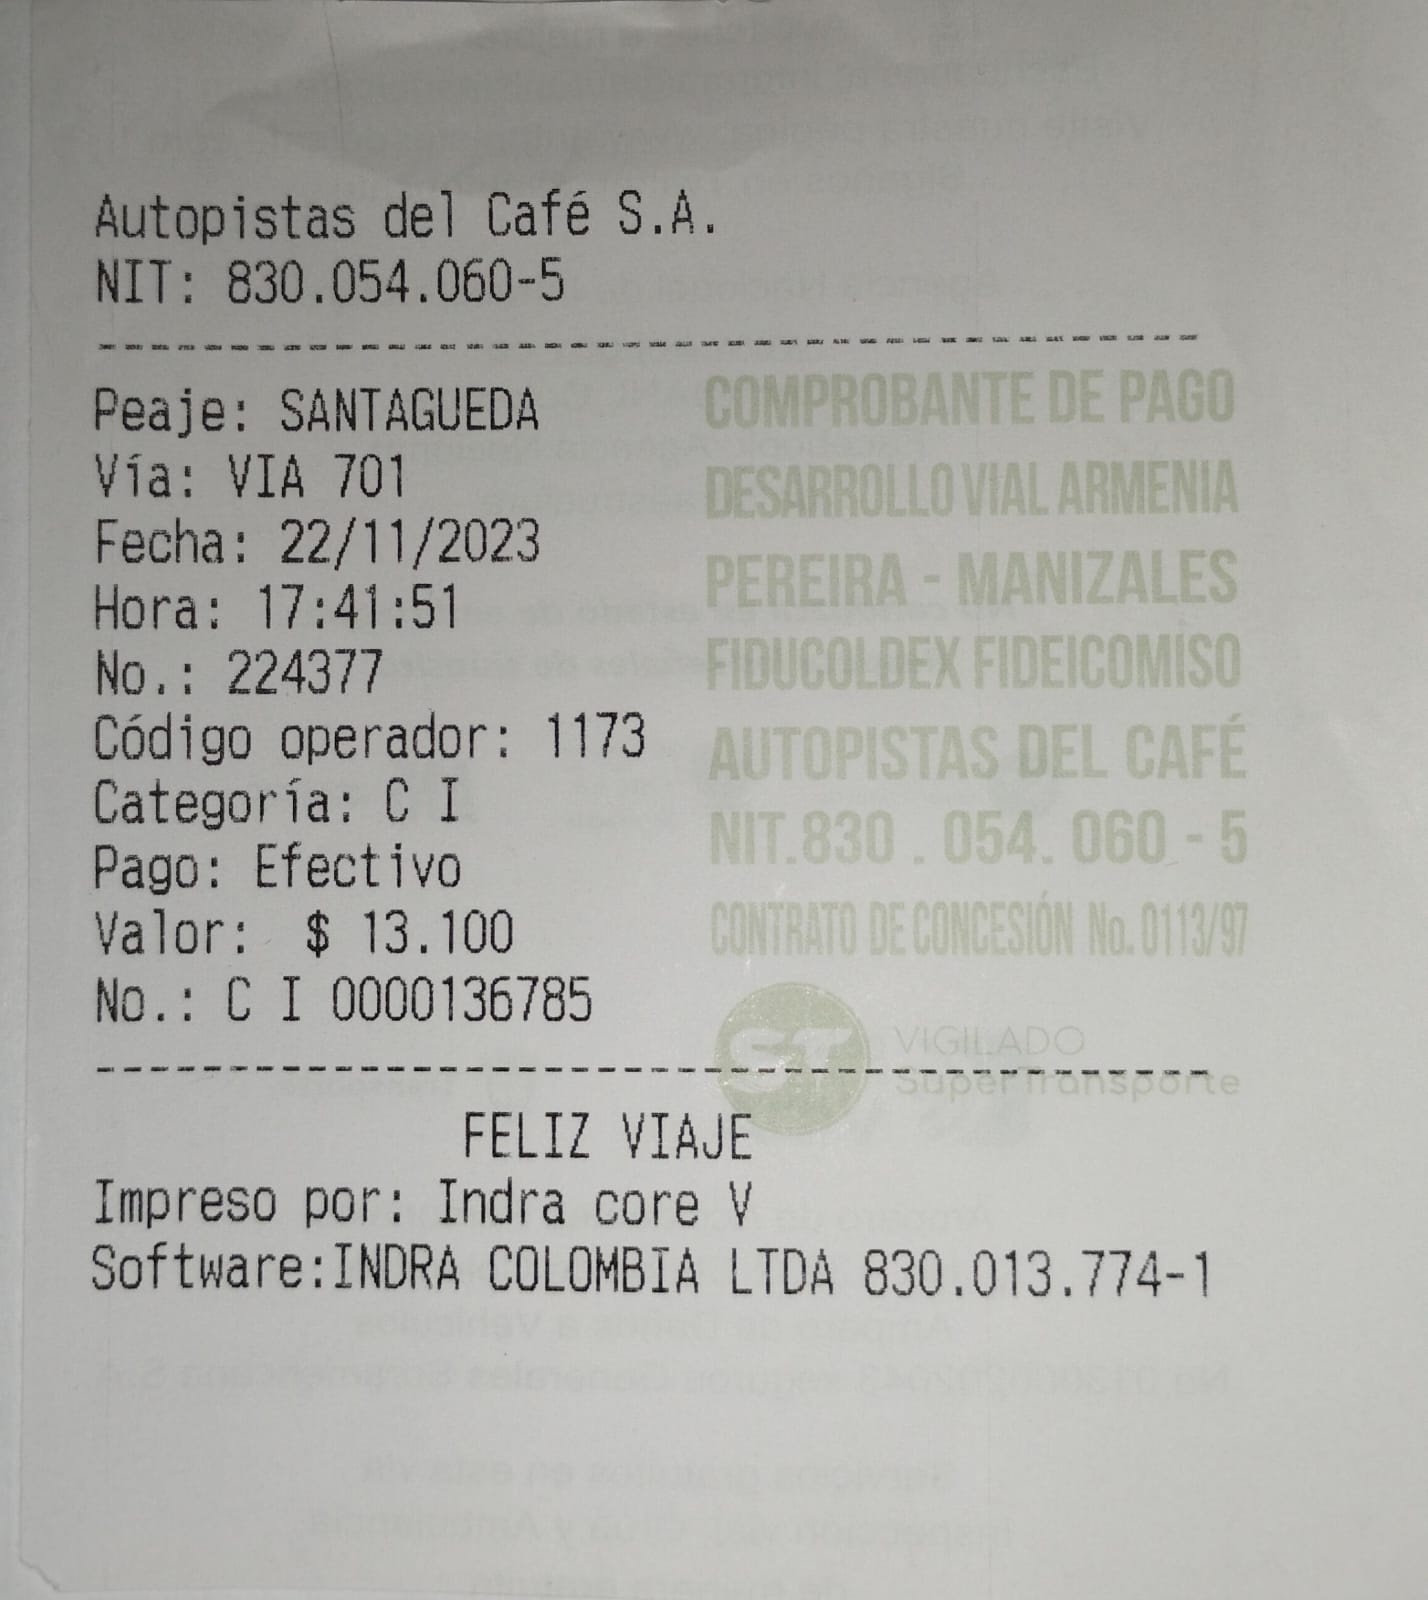 Autopistas del Café S.A.
NIT: 830.054.060-5
Peaje: SANTAGUEDA
Vía: VIA 701
Fecha: 22/11/2023
Hora: 17:41:51
No.: 224377
Código operador: 1173
Categoría: C I
Pago: Efectivo
Valor: $ 13.100
No.: C I 0000136785
COMPROBANTE DE PAGO
DESARROLLO VIAL ARMENIA
PEREIRA - MANIZALES
FIDUCOLDEX FIDEICOMISO
AUTOPISTAS DEL CAFÉ
NIT.830 . 054. 060 - 5
CONTRATO DE CONCESIÓN No. 0113/97
ST
VIGILADO
SuperTransporte
FELIZ VIAJE
Impreso por: Indra core V
Software:INDRA COLOMBIA LTDA 830.013.774-1